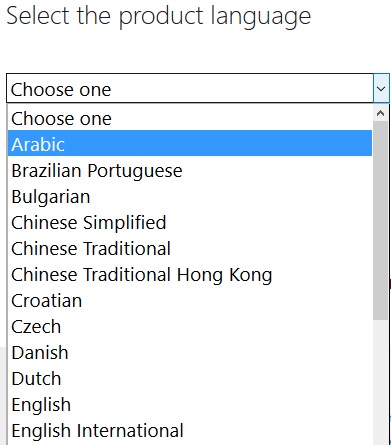 Select the product language
Choose one
Choose one
Arabic
Brazilian Portuguese
Bulgarian
Chinese Simplified
Chinese Traditional
Chinese Traditional Hong Kong
Croatian
Czech
Danish
Dutch
English
English International